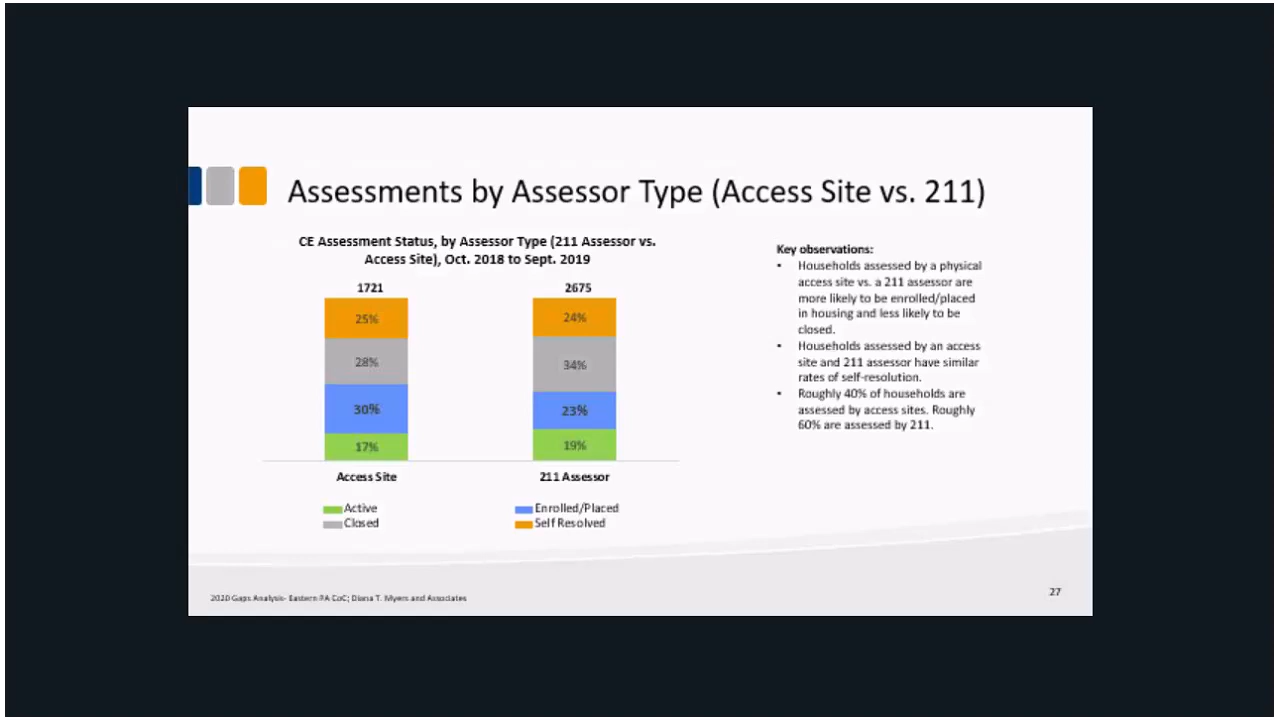 Assessments by Assessor Type (Access Site vs. 211)
CE Assessment Status, by Assessor Type (211 Assessor vs.
Access Site), Oct. 2018 to Sept. 2019
1721
2675
25%
24%
28%
34%
30%
23%
17%
19%
Access Site
211 Assessor
Active
Enrolled/Placed
Closed
Self Resolved
Key observations:
• Households assessed by a physical
access site vs. a 211 assessor are
more likely to be enrolled/placed
in housing and less likely to be
closed.
• Households assessed by an access
site and 211 assessor have similar
rates of self-resolution.
• Roughly 40% of households are
assessed by access sites. Roughly
60% are assessed by 211.
2020 Gaps Analysis- Eastern PA CoC; Diana T. Myers and Associates
27